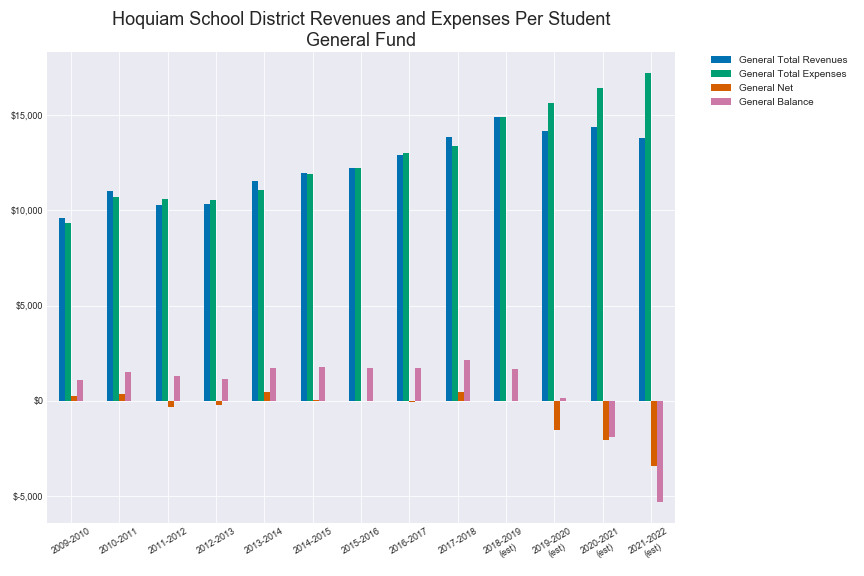 Hoquiam School District Revenues and Expenses Per Student
General Fund
General Total Revenues
General Total Expenses
General Net
General Balance
$15,000
$10,000
$5,000
$0
$-5,000
2009-2010
2010-2011
2011-2012
2012-2013
2013-2014
2014-2015
2015-2016
2016-2017
2017-2018
2018-2019
(est)
2019-2020
(est)
2020-2021
(est)
2021-2022
(est)